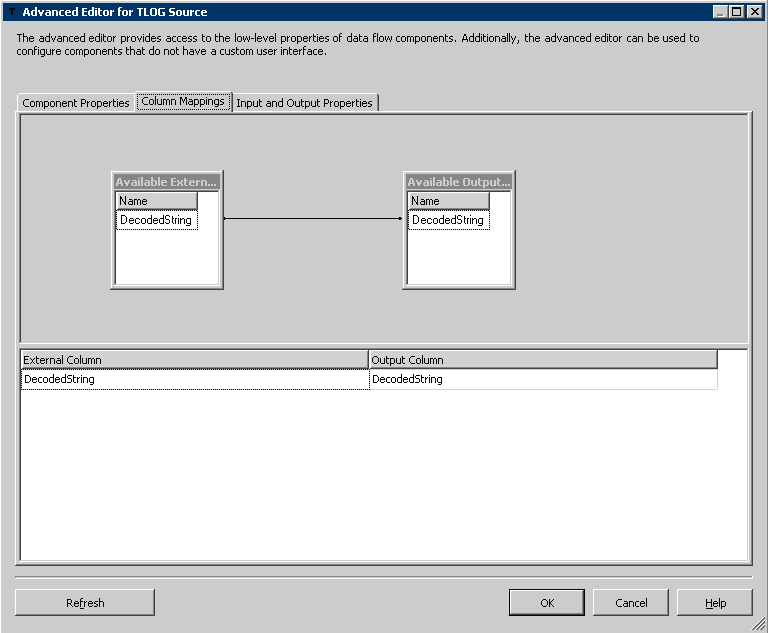 Advanced Editor for TLOG Source
The advanced editor provides access to the low-level properties of data flow components. Additionally, the advanced editor can be used to
configure components that do not have a custom user interface.
Component Properties Column Mappings Input and Output Properties
Available Extern... Available Output...
Name Name
DecodedString DecodedString
External Column Output Column
DecodedString DecodedString
Refresh OK Cancel Help